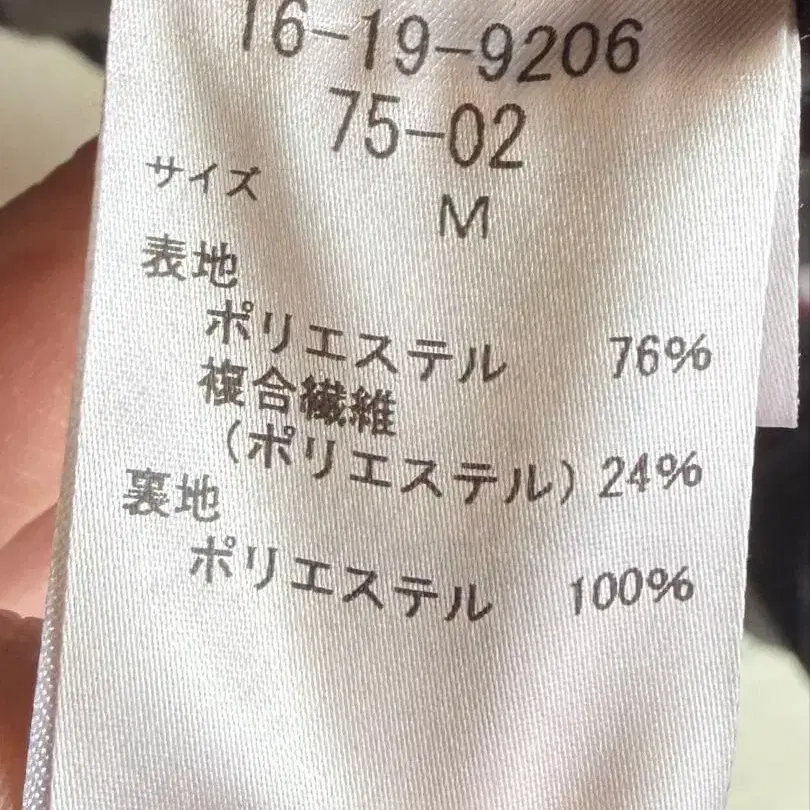 16-19-9206
75-02
サイズ
M
表地
ポリエステル 76%
複合繊維
(ポリエステル) 24%
裏地
ポリエステル 100%